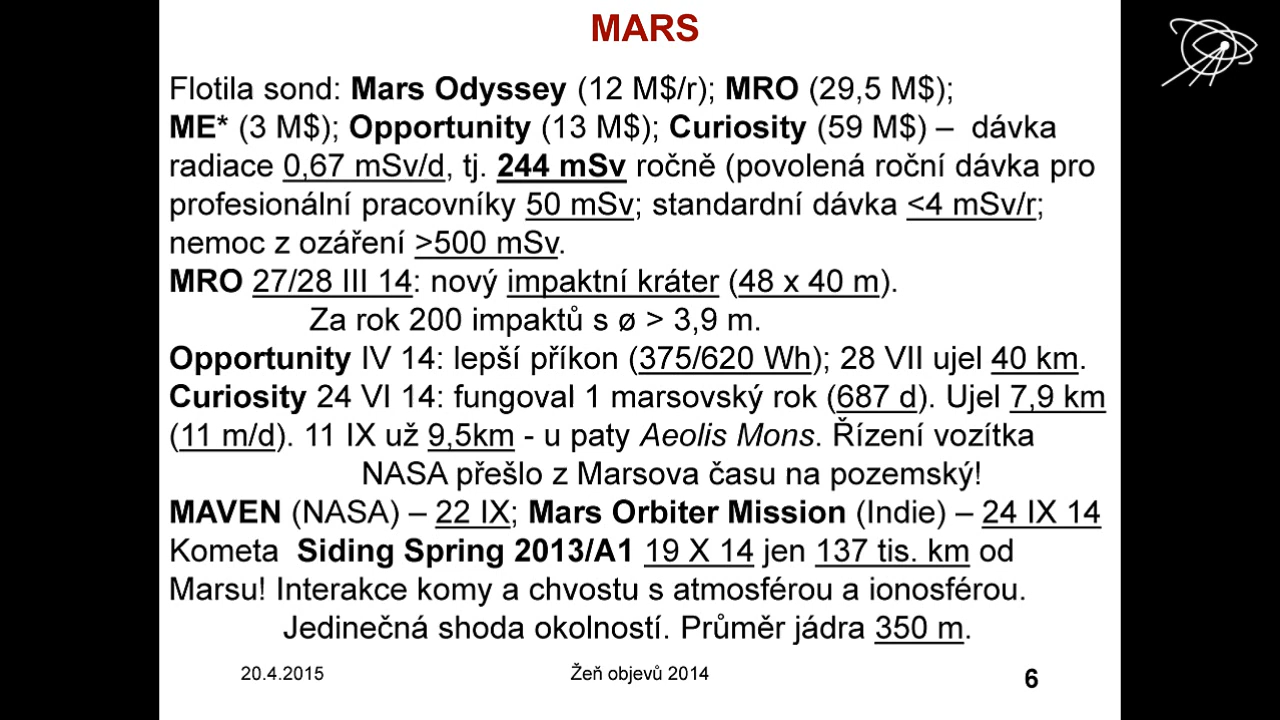 MARS
Flotila sond: Mars Odyssey (12 M$/r); MRO (29,5 M$);
ME* (3 M$); Opportunity (13 M$); Curiosity (59 M$) – dávka
radiace 0,67 mSv/d, tj. 244 mSv ročně (povolená roční dávka pro
profesionální pracovníky 50 mSv; standardní dávka <4 mSv/r;
nemoc z ozáření >500 mSv.
MRO 27/28 III 14: nový impaktní kráter (48 x 40 m).
Za rok 200 impaktů s ø > 3,9 m.
Opportunity IV 14: lepší příkon (375/620 Wh); 28 VII ujel 40 km.
Curiosity 24 VI 14: fungoval 1 marsovský rok (687 d). Ujel 7,9 km
(11 m/d). 11 IX už 9,5km - u paty Aeolis Mons. Řízení vozítka
NASA přešlo z Marsova času na pozemský!
MAVEN (NASA) – 22 IX; Mars Orbiter Mission (Indie) – 24 IX 14
Kometa Siding Spring 2013/A1 19 X 14 jen 137 tis. km od
Marsu! Interakce komy a chvostu s atmosférou a ionosférou.
Jedinečná shoda okolností. Průměr jádra 350 m.
20.4.2015 Žeň objevů 2014 6